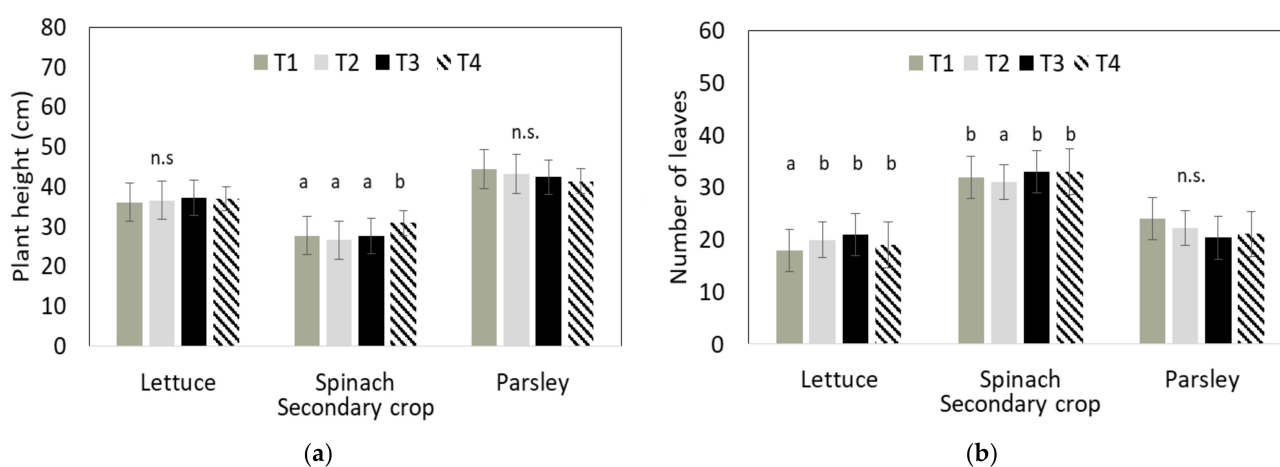 80
70
60
50
40
30
20
10
0
Plant height (cm)
T1 T2 T3 T4
n.s
a a a b
n.s.
Lettuce Spinach Parsley
Secondary crop
(a)
60
50
40
30
20
10
0
Number of leaves
T1 T2 T3 T4
a b b b
b a b b
n.s.
Lettuce Spinach Parsley
Secondary crop
(b)